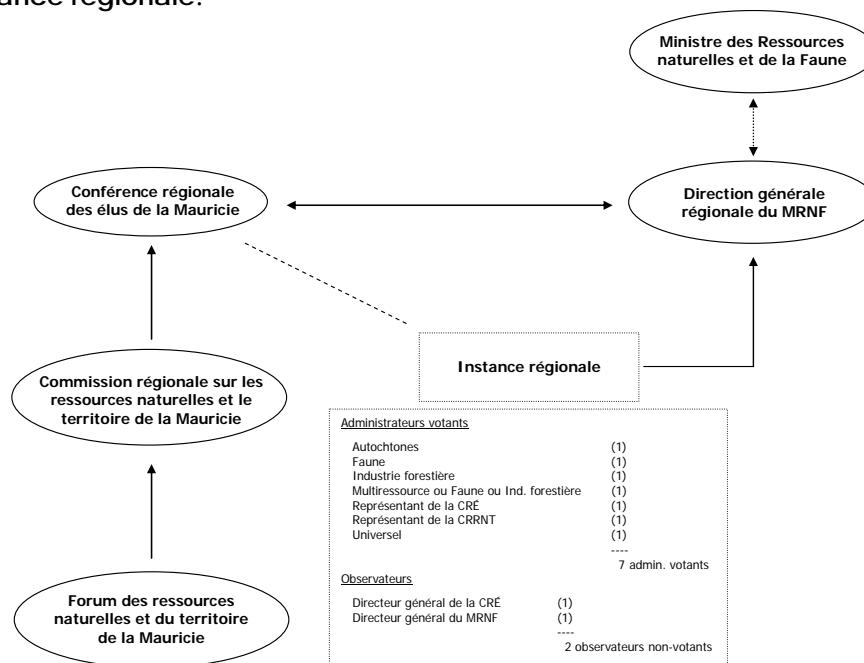 régionale.
Ministre des Ressources
naturelles et de la Faune
Conférence régionale
des élus de la Mauricie
Direction générale
régionale du MRNF
Instance régionale
Commission régionale sur les
ressources naturelles et le
territoire de la Mauricie
Administrateurs votants
Autochtones (1)
Faune (1)
Industrie forestière (1)
Multiressource ou Faune ou Ind. forestière (1)
Représentant de la CRÉ (1)
Représentant de la CRRNT (1)
Universel (1)
----
7 admin. votants
Observateurs
Directeur général de la CRÉ (1)
Directeur général du MRNF (1)
----
2 observateurs non-votants
Forum des ressources
naturelles et du territoire
de la Mauricie